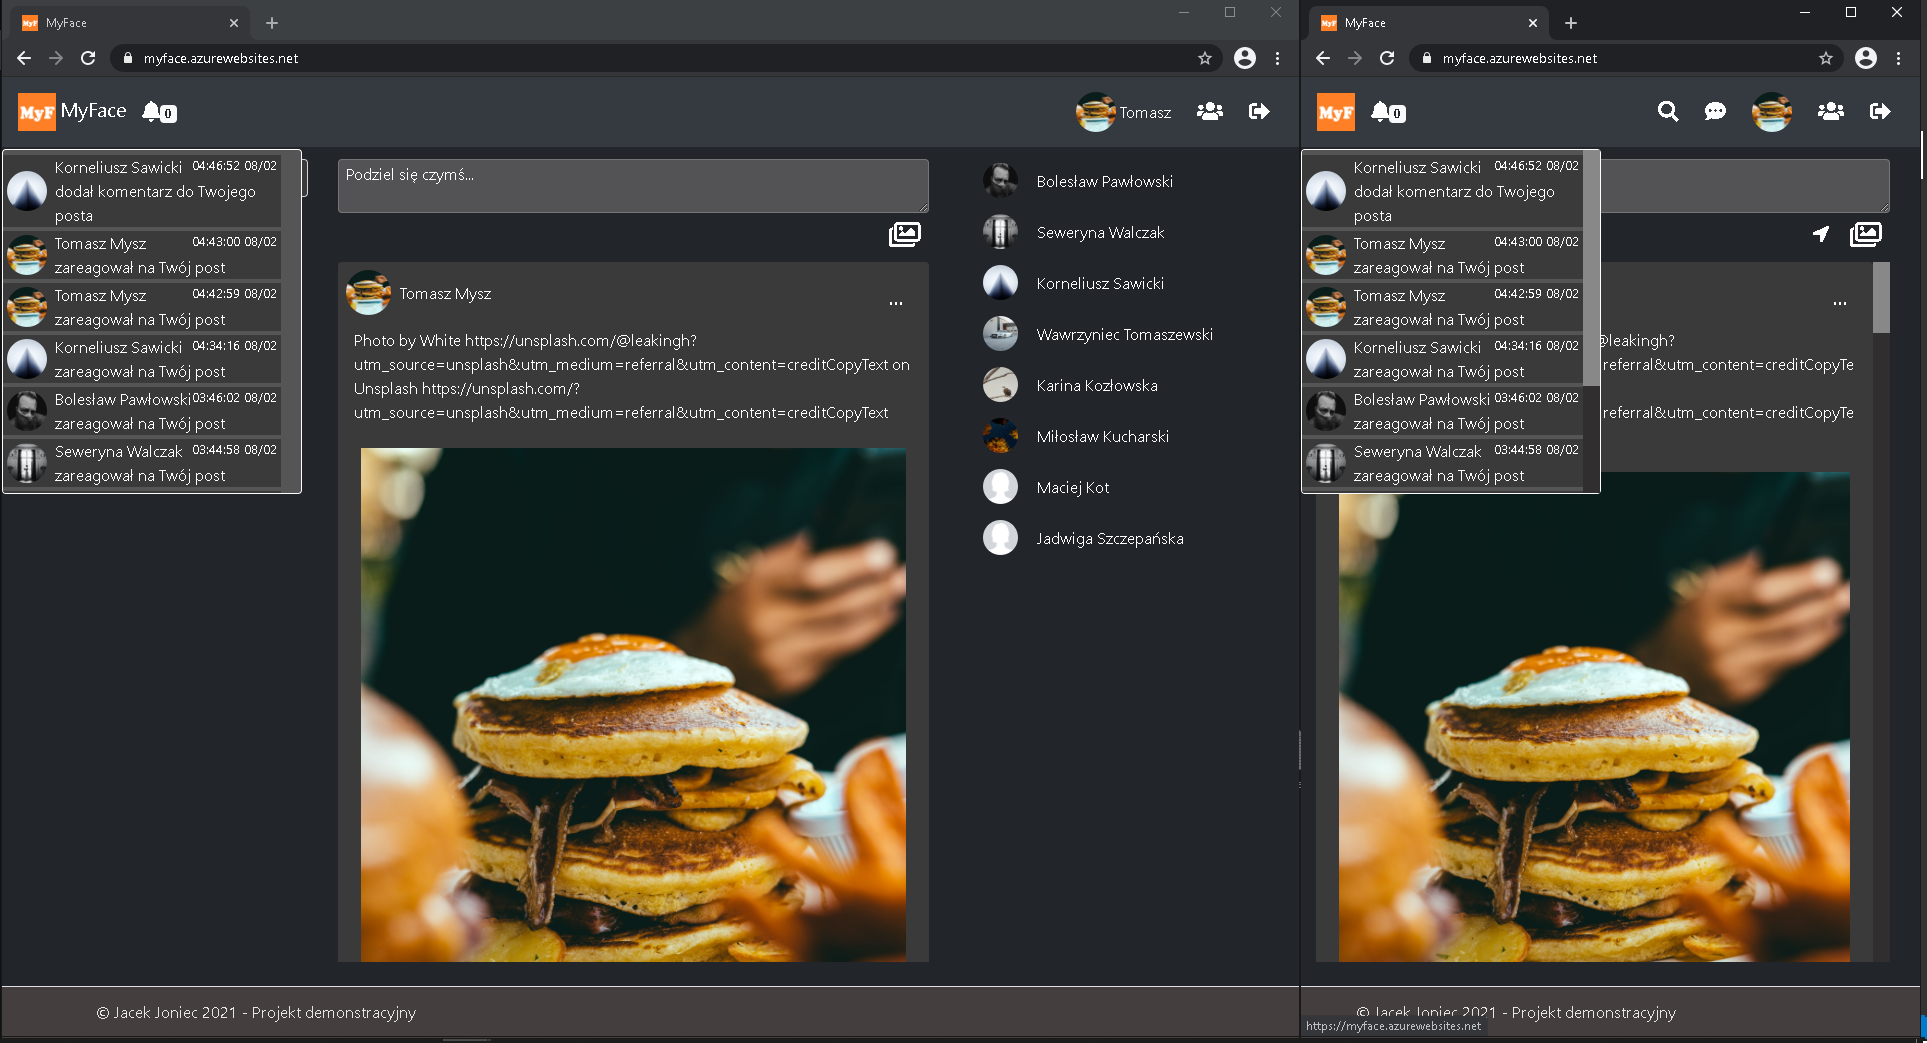 MyFace
myface.azurewebsites.net
MyF MyFace 0
Tomasz
Korneliusz Sawicki 04:46:52 08/02
dodał komentarz do Twojego
posta
Tomasz Mysz 04:43:00 08/02
zareagował na Twój post
Tomasz Mysz 04:42:59 08/02
zareagował na Twój post
Korneliusz Sawicki 04:34:16 08/02
zareagował na Twój post
Bolesław Pawłowski 03:46:02 08/02
zareagował na Twój post
Seweryna Walczak 03:44:58 08/02
zareagował na Twój post
Podziel się czymś...
Tomasz Mysz
...
Photo by White https://unsplash.com/@leakingh?
utm_source=unsplash&utm_medium=referral&utm_content=creditCopyText on
Unsplash https://unsplash.com/?
utm_source=unsplash&utm_medium=referral&utm_content=creditCopyText
Bolesław Pawłowski
Seweryna Walczak
Korneliusz Sawicki
Wawrzyniec Tomaszewski
Karina Kozłowska
Miłosław Kucharski
Maciej Kot
Jadwiga Szczepańska
© Jacek Joniec 2021 - Projekt demonstracyjny
MyFace
myface.azurewebsites.net
MyF 0
Korneliusz Sawicki 04:46:52 08/02
dodał komentarz do Twojego
posta
Tomasz Mysz 04:43:00 08/02
zareagował na Twój post
Tomasz Mysz 04:42:59 08/02
zareagował na Twój post
Korneliusz Sawicki 04:34:16 08/02
zareagował na Twój post
Bolesław Pawłowski 03:46:02 08/02
zareagował na Twój post
Seweryna Walczak 03:44:58 08/02
zareagował na Twój post
...
@leakingh?
referral&utm_content=creditCopyTe
referral&utm_content=creditCopyTe
© Jacek Joniec 2021 - Projekt demonstracyjny
https://myface.azurewebsites.net